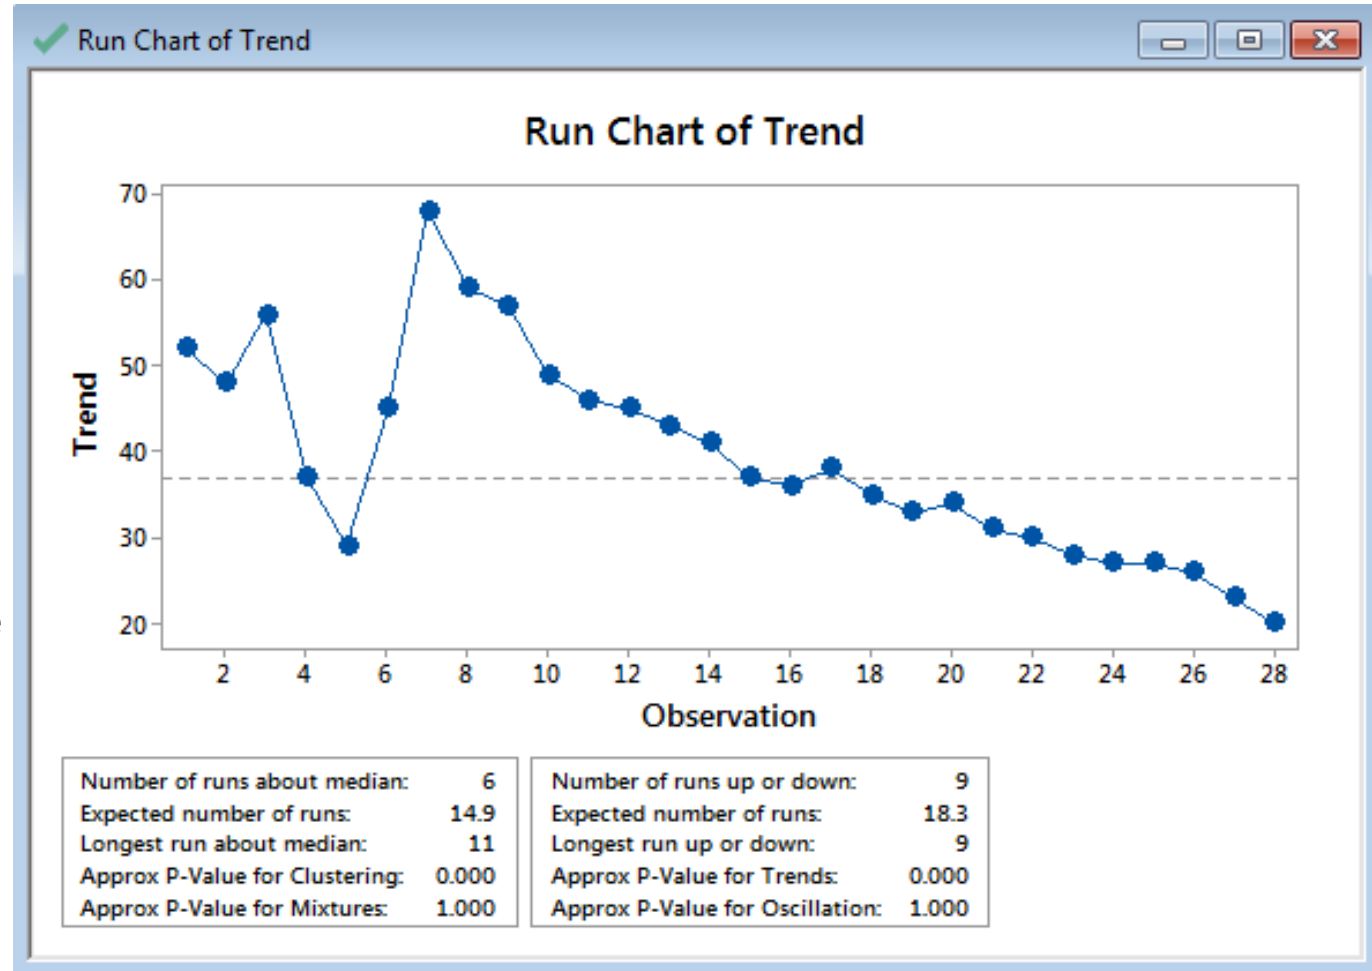 Run Chart of Trend
Run Chart of Trend
70
60
50
40
30
20
Trend
2 4 6 8 10 12 14 16 18 20 22 24 26 28
Observation
Number of runs about median: 6
Expected number of runs: 14.9
Longest run about median: 11
Approx P-Value for Clustering: 0.000
Approx P-Value for Mixtures: 1.000
Number of runs up or down: 9
Expected number of runs: 18.3
Longest run up or down: 9
Approx P-Value for Trends: 0.000
Approx P-Value for Oscillation: 1.000